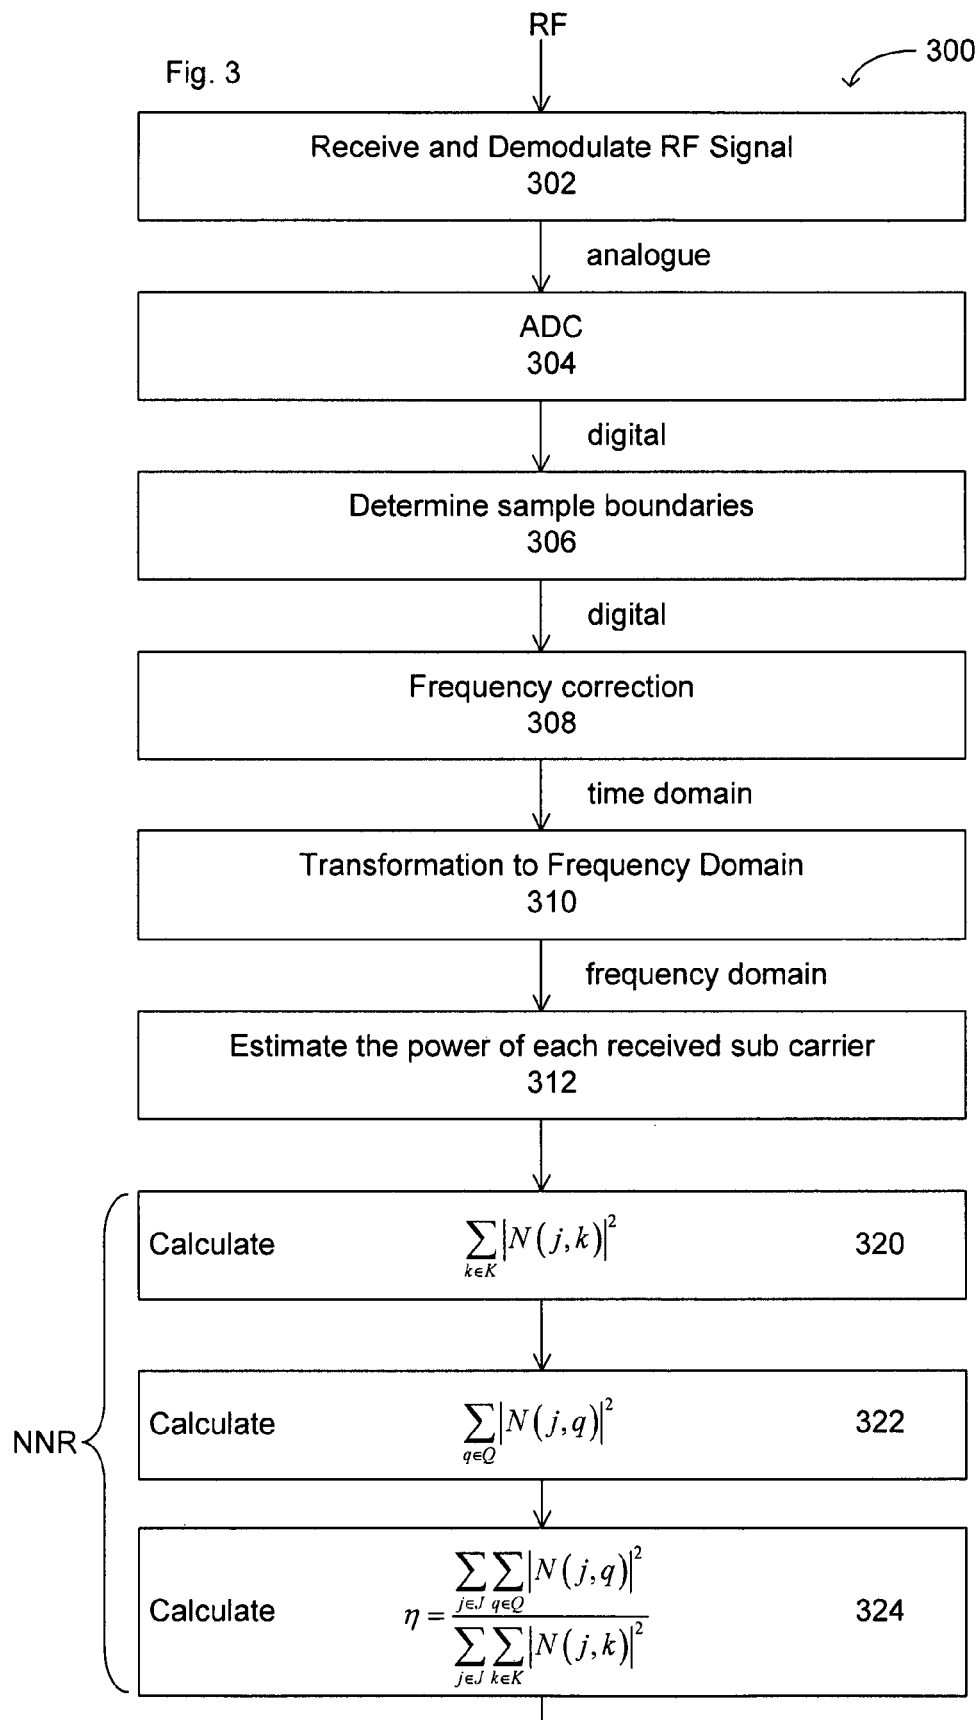 RF
Fig. 3
300
Receive and Demodulate RF Signal
302
analogue
ADC
304
digital
Determine sample boundaries
306
digital
Frequency correction
308
time domain
Transformation to Frequency Domain
310
frequency domain
Estimate the power of each received sub carrier
312
NNR
Calculate ∑_{k∈K} |N(j,k)|² 320
Calculate ∑_{q∈Q} |N(j,q)|² 322
Calculate η = \frac{∑_{j∈J} ∑_{q∈Q} |N(j,q)|²}{∑_{j∈J} ∑_{k∈K} |N(j,k)|²} 324